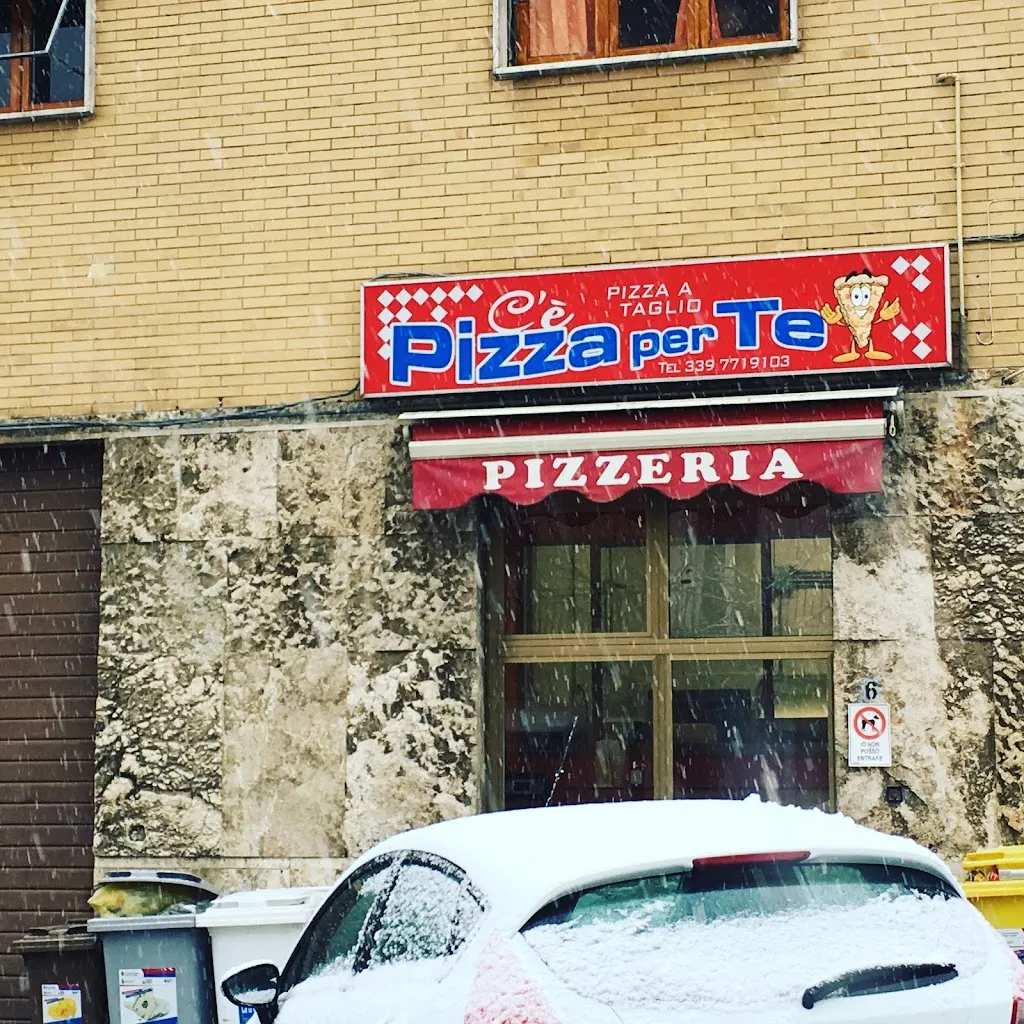 C'è
PIZZA A
TAGLIO
Pizza per Te
TEL 339 7719103
PIZZERIA
6
IO NON
POSSO
ENTRARE